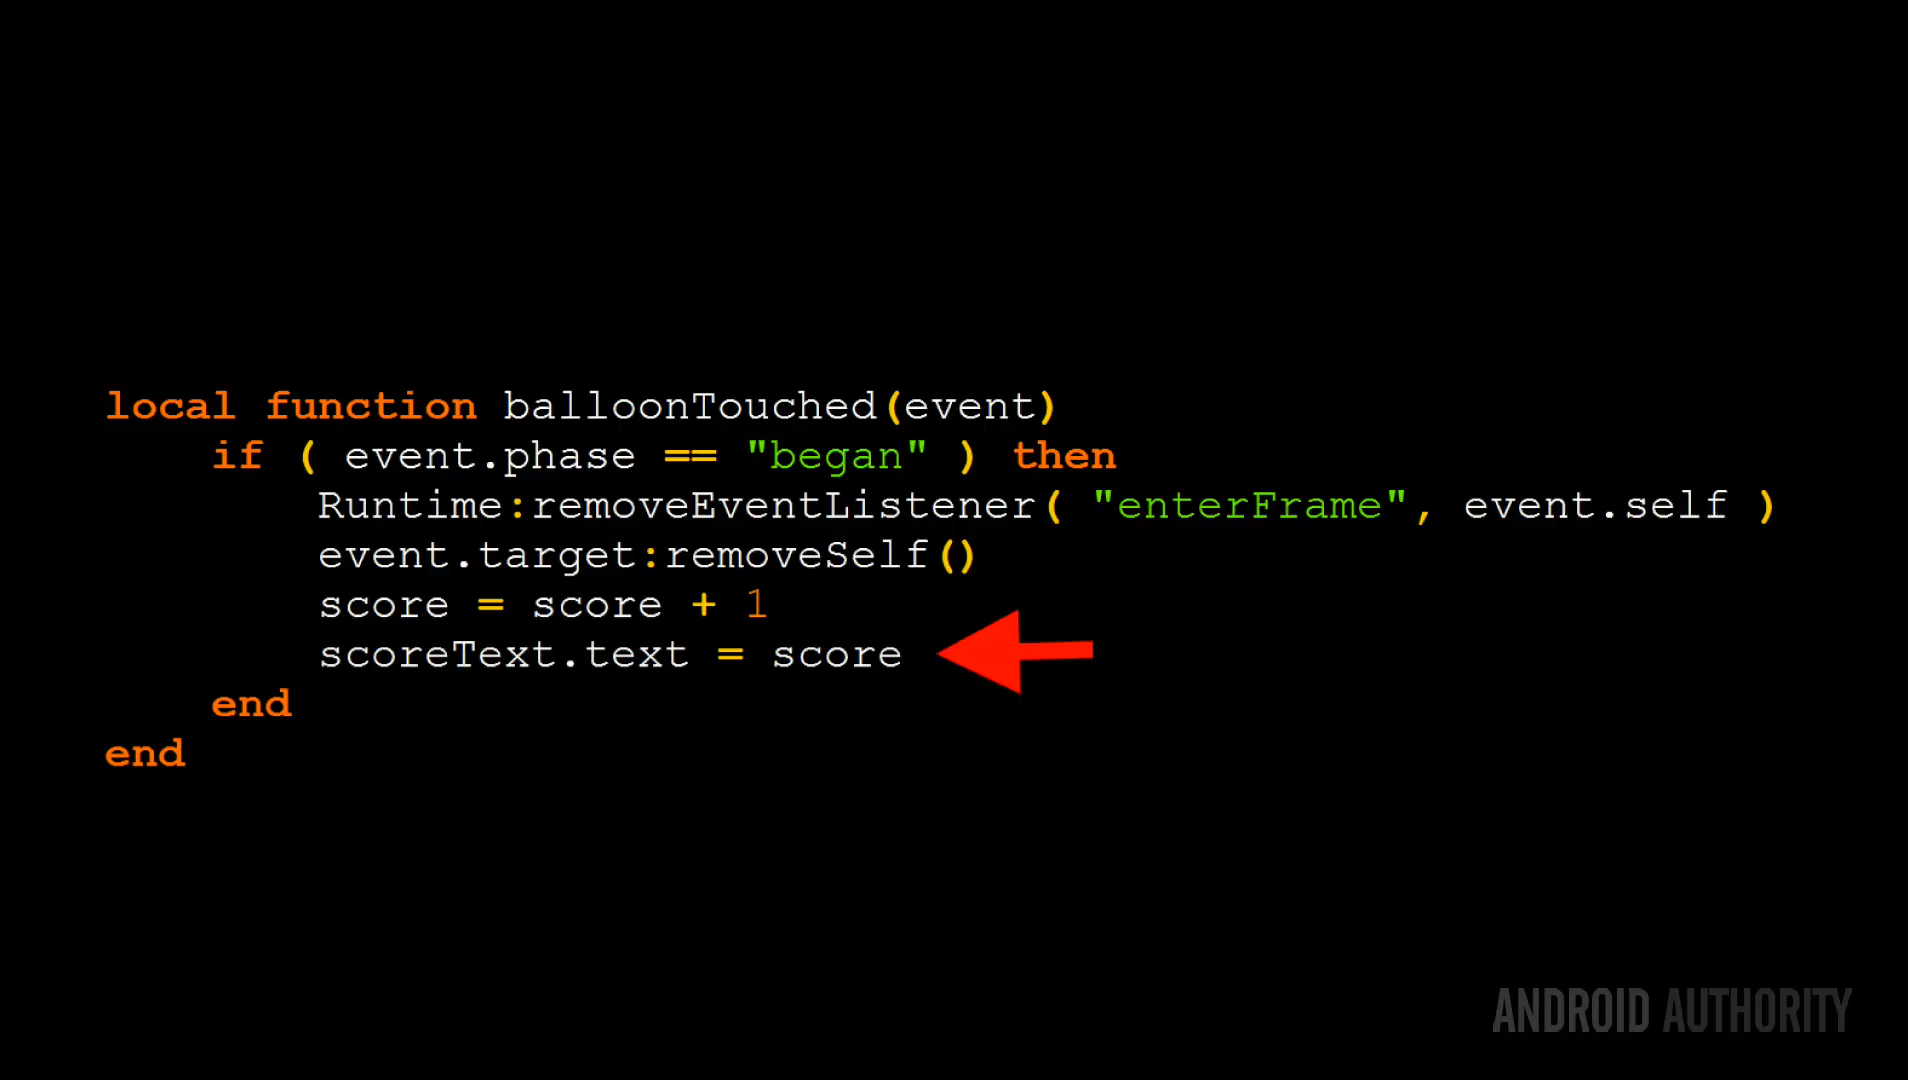 local function balloonTouched(event)
if ( event.phase == "began" ) then
Runtime:removeEventListener( "enterFrame", event.self )
event.target:removeSelf()
score = score + 1
scoreText.text = score
end
end
ANDROID AUTHORITY